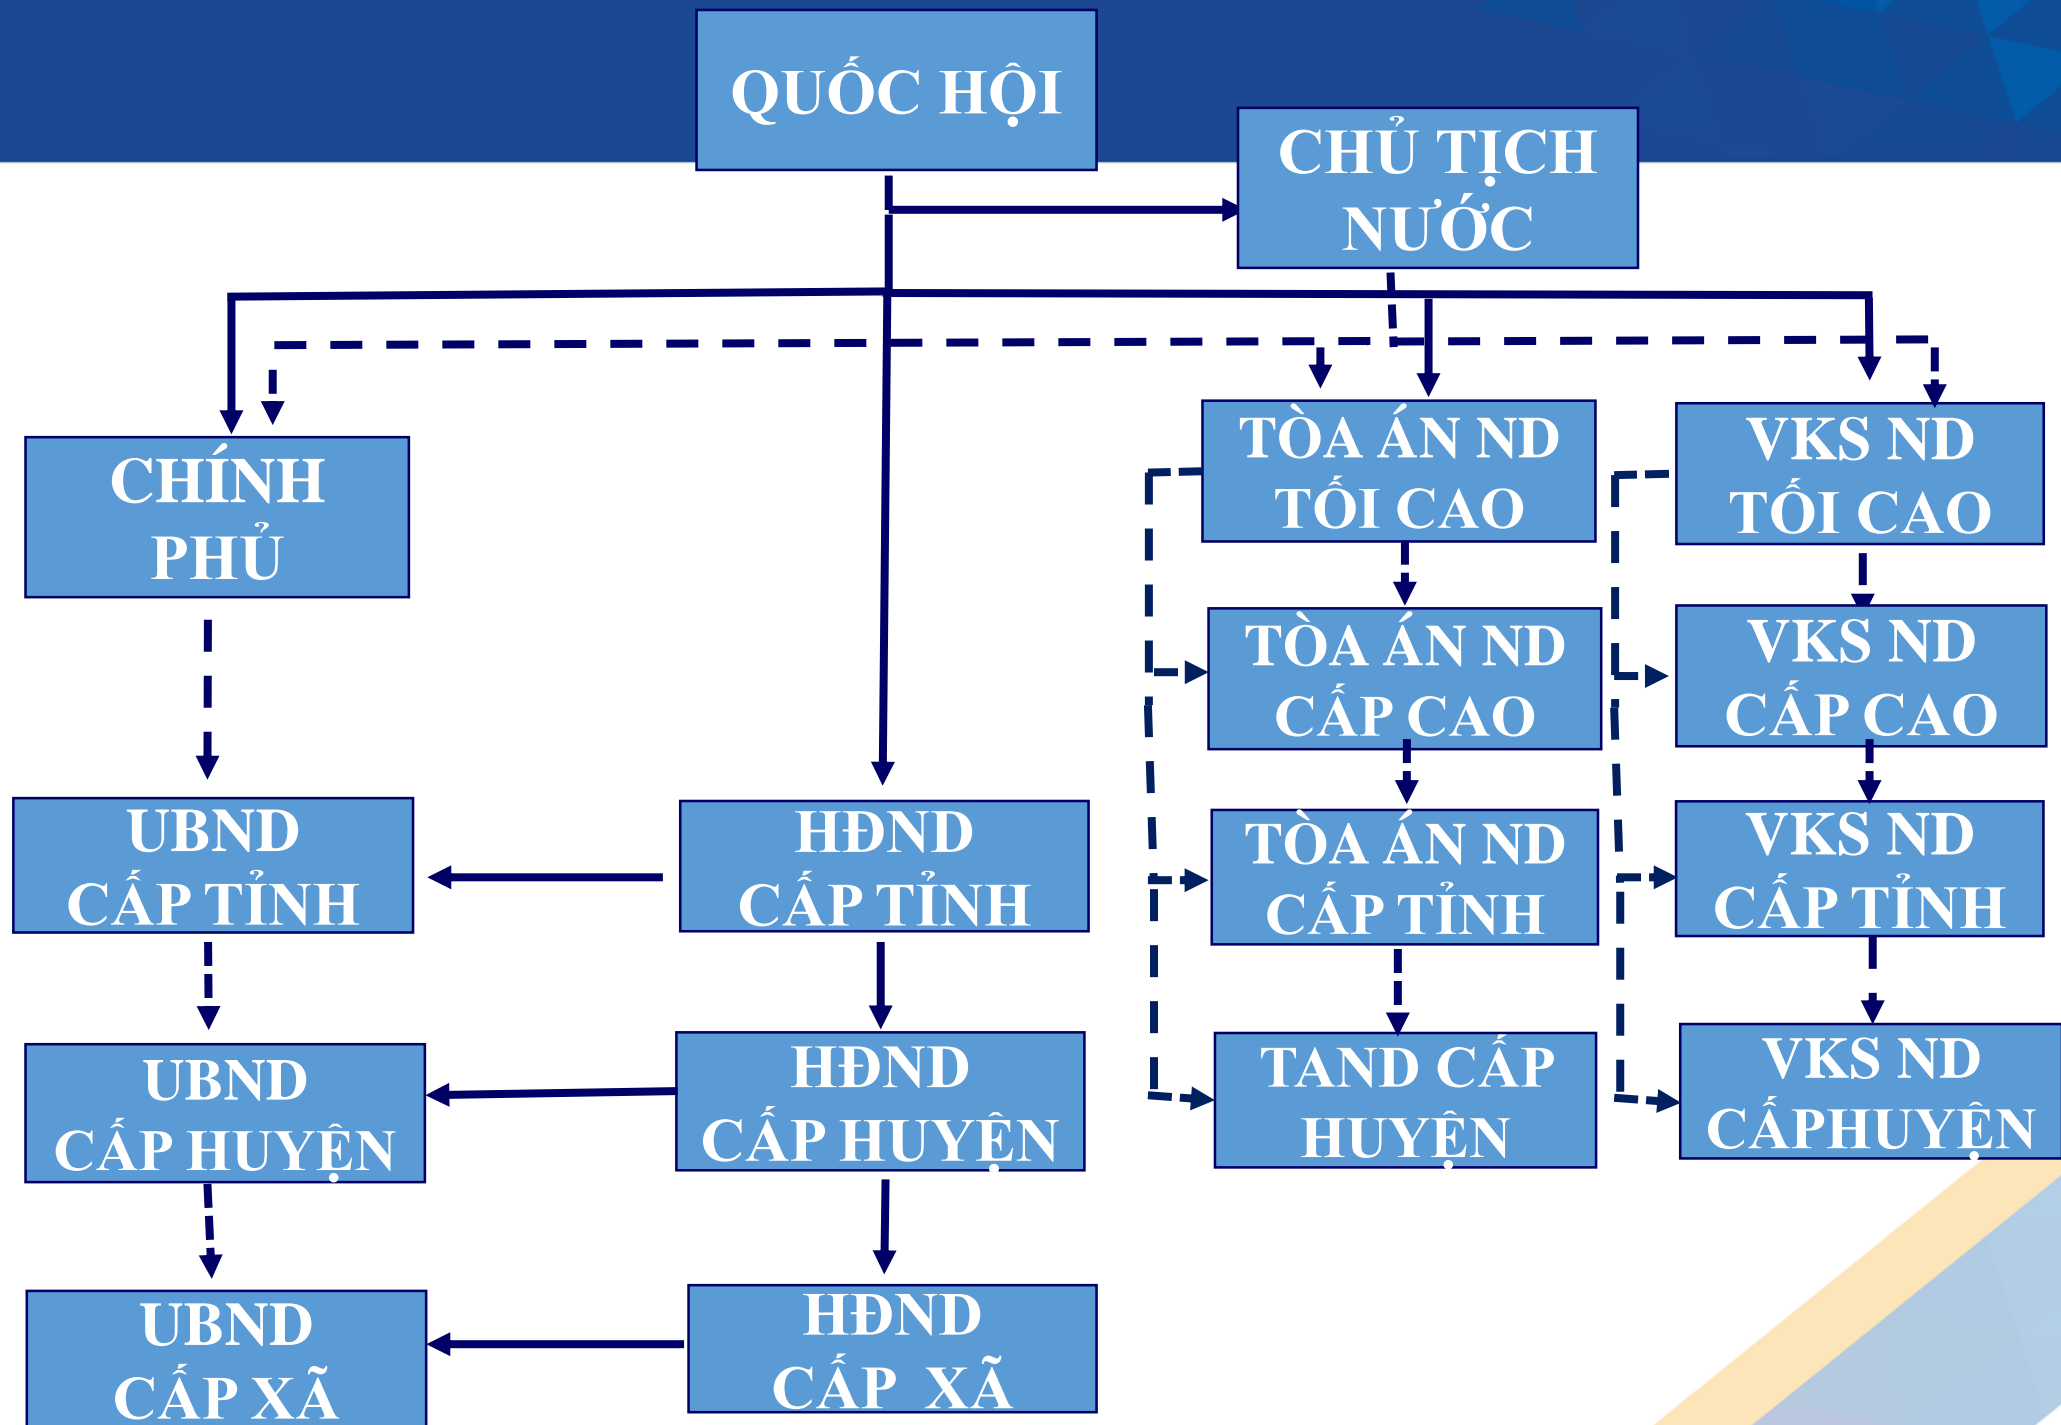 QUỐC HỘI
CHỦ TỊCH
NƯỚC
CHÍNH
PHỦ
TÒA ÁN ND
TỐI CAO
VKS ND
TỐI CAO
TÒA ÁN ND
CẤP CAO
VKS ND
CẤP CAO
UBND
CẤP TỈNH
HĐND
CẤP TỈNH
TÒA ÁN ND
CẤP TỈNH
VKS ND
CẤP TỈNH
UBND
CẤP HUYỆN
HĐND
CẤP HUYỆN
TAND CẤP
HUYỆN
VKS ND
CẤPHUYỆN
UBND
CẤP XÃ
HĐND
CẤP  XÃ